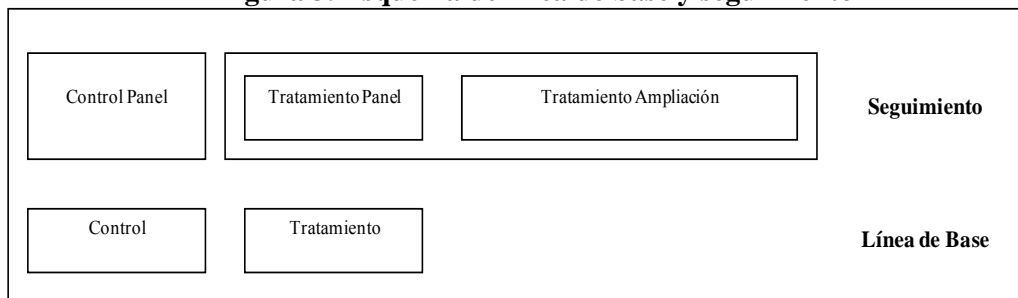 Control Panel
Tratamiento Panel
Tratamiento Ampliación
Seguimiento
Control
Tratamiento
Línea de Base